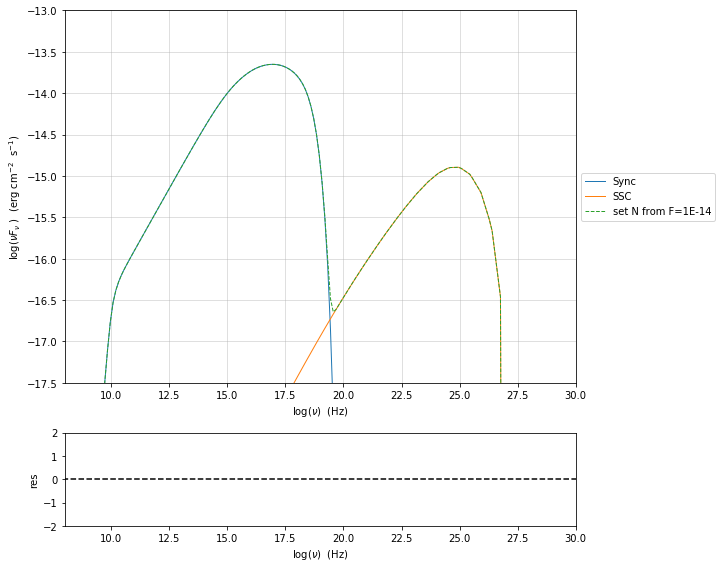 −13.0
−13.5
−14.0
−14.5
−15.0
−15.5
−16.0
−16.5
−17.0
−17.5
log(νF_ν ) (erg cm⁻² s⁻¹)
10.0 12.5 15.0 17.5 20.0 22.5 25.0 27.5 30.0
log(ν) (Hz)
Sync
SSC
set N from F=1E-14
2
1
0
−1
−2
res
10.0 12.5 15.0 17.5 20.0 22.5 25.0 27.5 30.0
log(ν) (Hz)